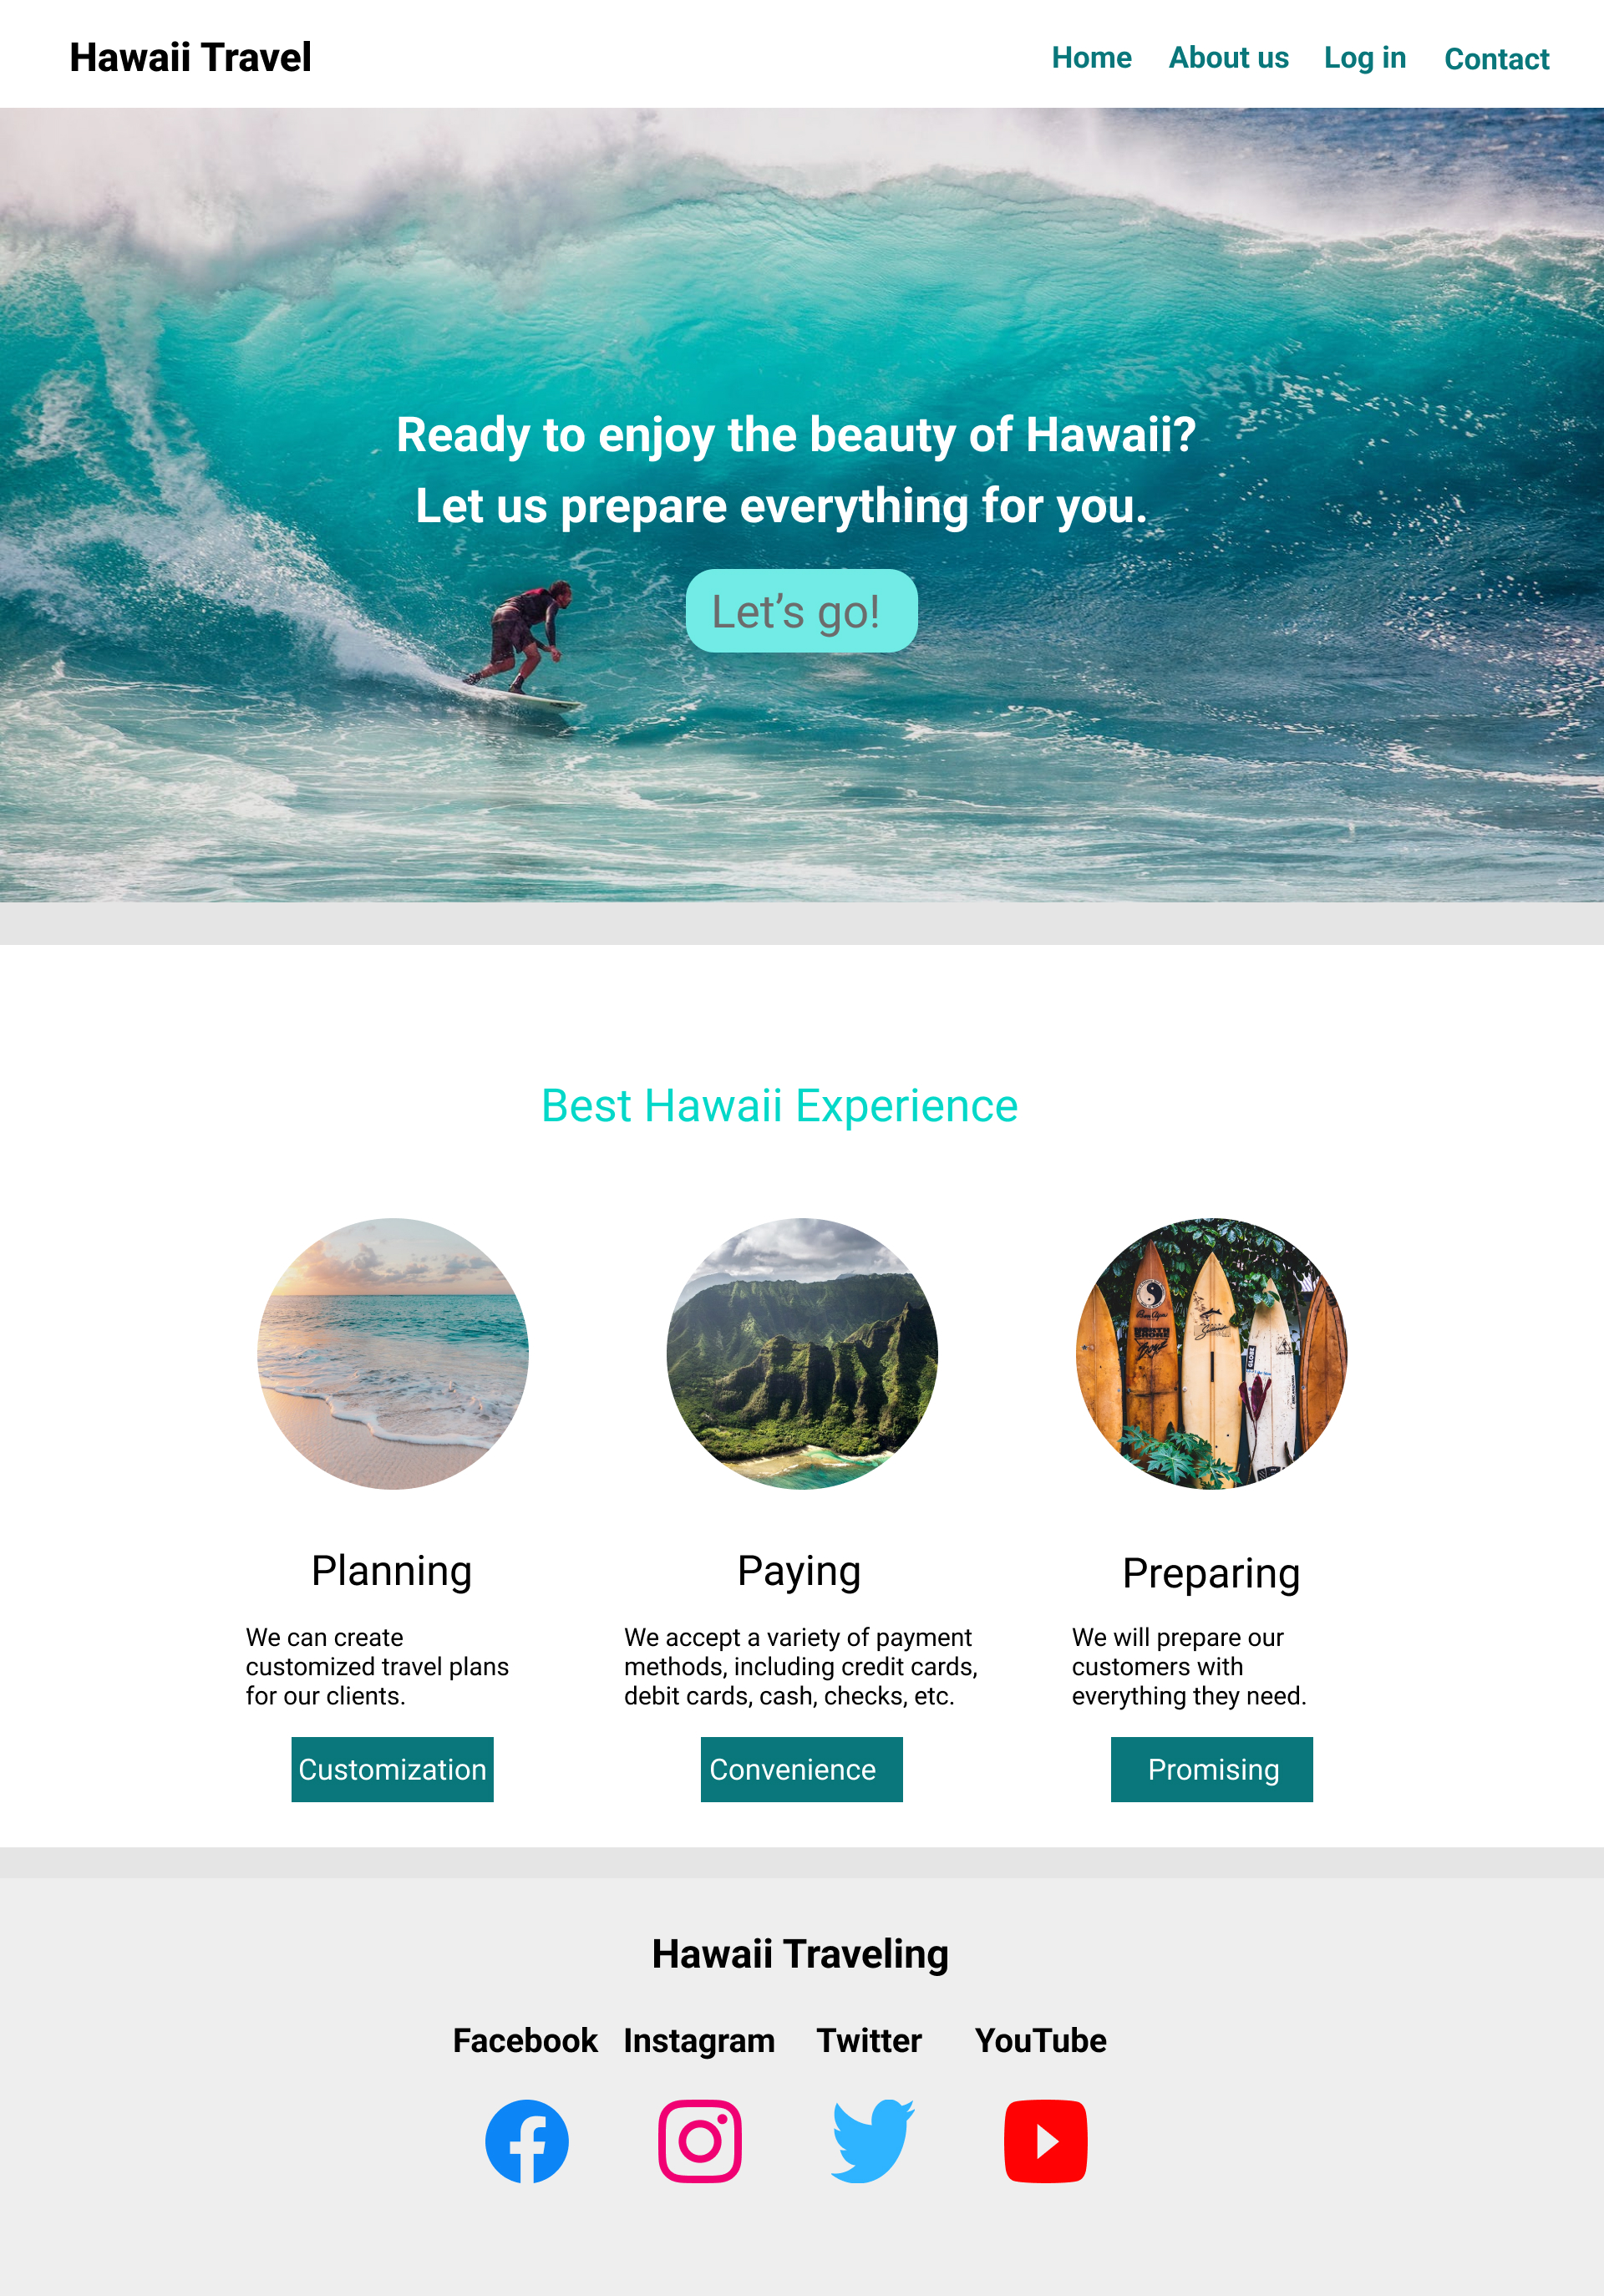 Hawaii Travel
Home About us Log in Contact
Ready to enjoy the beauty of Hawaii?
Let us prepare everything for you.
Let’s go!
Best Hawaii Experience
Planning
We can create
customized travel plans
for our clients.
Customization
Paying
We accept a variety of payment
methods, including credit cards,
debit cards, cash, checks, etc.
Convenience
GLOBE
Preparing
We will prepare our
customers with
everything they need.
Promising
Hawaii Traveling
Facebook Instagram Twitter YouTube